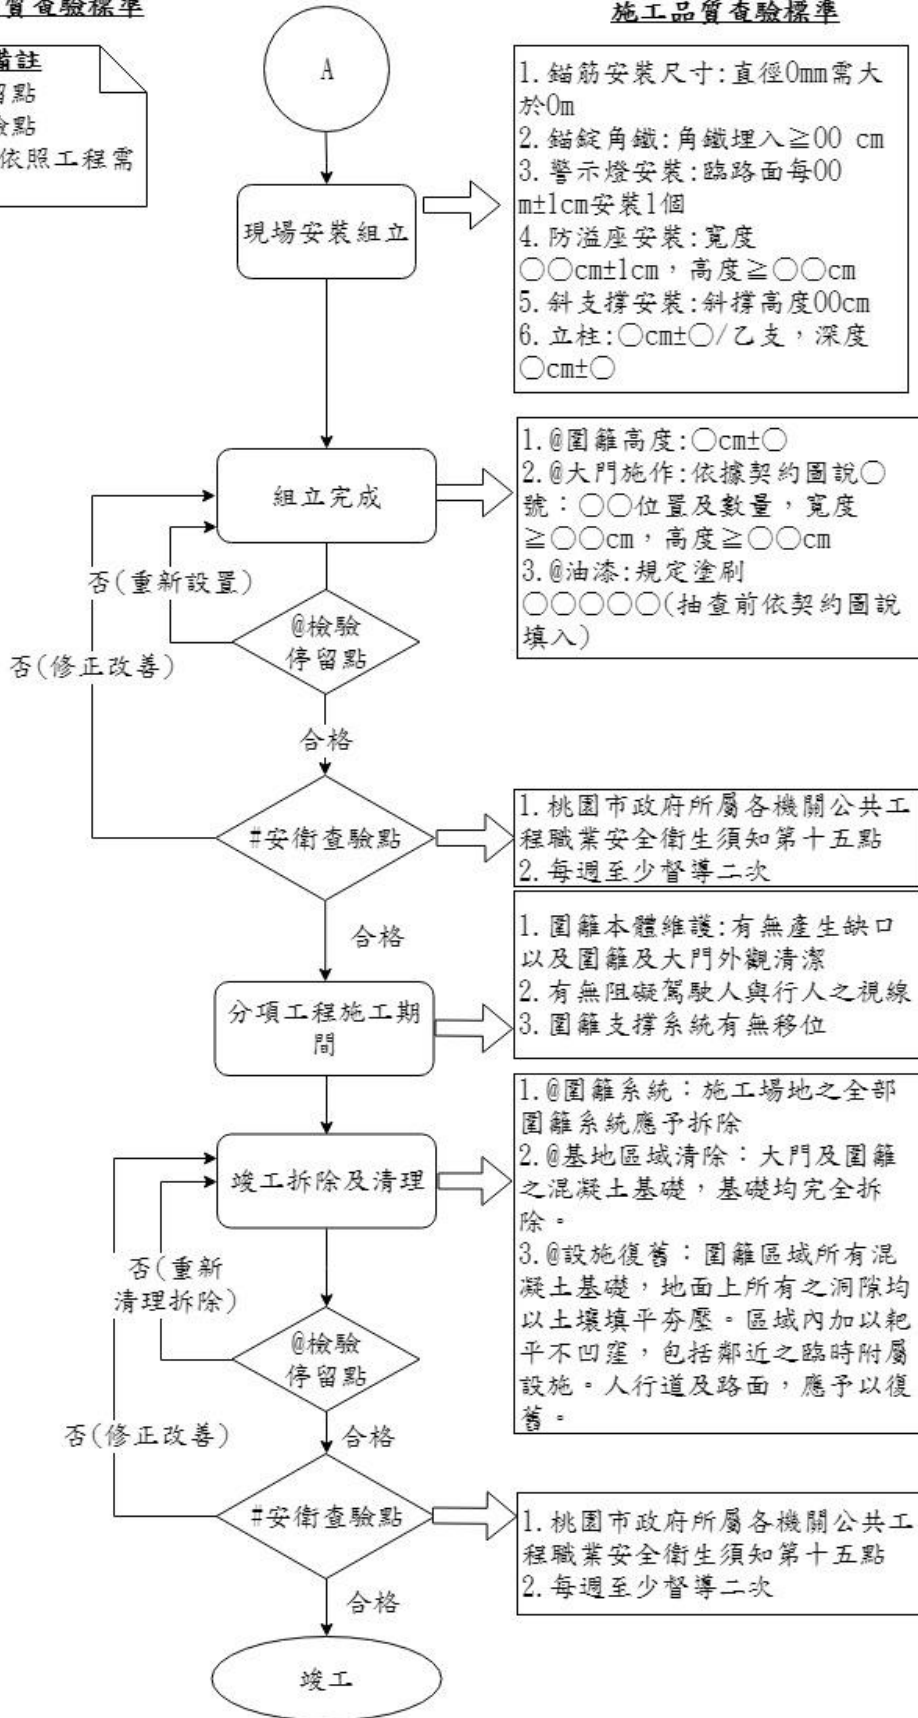 質查驗標準
施工品質查驗標準
備註
留點
檢點
依照工程需
A
1.錨筋安裝尺寸:直徑0mm需大
於0m
2.錨錠角鐵:角鐵埋入≧00 cm
3.警示燈安裝:臨路面每00
m±1cm安裝1個
4.防溢座安裝:寬度
○○cm±1cm，高度≧○○cm
5.斜支撐安裝:斜撐高度00cm
6.立柱:○cm±○/乙支，深度
○cm±○
現場安裝組立
1.@圍籬高度:○cm±○
2.@大門施作:依據契約圖說○
號：○○位置及數量，寬度
≧○○cm，高度≧○○cm
3.@油漆:規定塗刷
○○○○○(抽查前依契約圖說
填入)
組立完成
否(重新設置)
@檢驗
停留點
否(修正改善)
合格
#安衛查驗點
1.桃園市政府所屬各機關公共工
程職業安全衛生須知第十五點
2.每週至少督導二次
合格
1.圍籬本體維護:有無產生缺口
以及圍籬及大門外觀清潔
2.有無阻礙駕駛人與行人之視線
3.圍籬支撐系統有無移位
分項工程施工期
間
1.@圍籬系統：施工場地之全部
圍籬系統應予拆除
2.@基地區域清除：大門及圍籬
之混凝土基礎，基礎均完全拆
除。
3.@設施復舊：圍籬區域所有混
凝土基礎，地面上所有之洞隙均
以土壤填平夯壓。區域內加以耙
平不凹窪，包括鄰近之臨時附屬
設施。人行道及路面，應予以復
舊。
竣工拆除及清理
否(重新
清理拆除)
@檢驗
停留點
否(修正改善)
合格
#安衛查驗點
1.桃園市政府所屬各機關公共工
程職業安全衛生須知第十五點
2.每週至少督導二次
合格
竣工